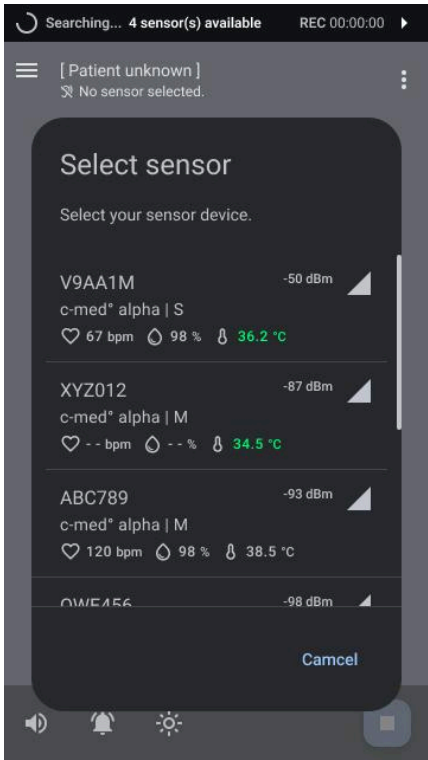 Searching... 4 sensor(s) available REC 00:00:00
[ Patient unknown ]
No sensor selected.
Select sensor
Select your sensor device.
V9AA1M -50 dBm
c-med° alpha | S
67 bpm 98 % 36.2 °C
XYZ012 -87 dBm
c-med° alpha | M
- - bpm - - % 34.5 °C
ABC789 -93 dBm
c-med° alpha | M
120 bpm 98 % 38.5 °C
QWE456 -98 dBm
Camcel